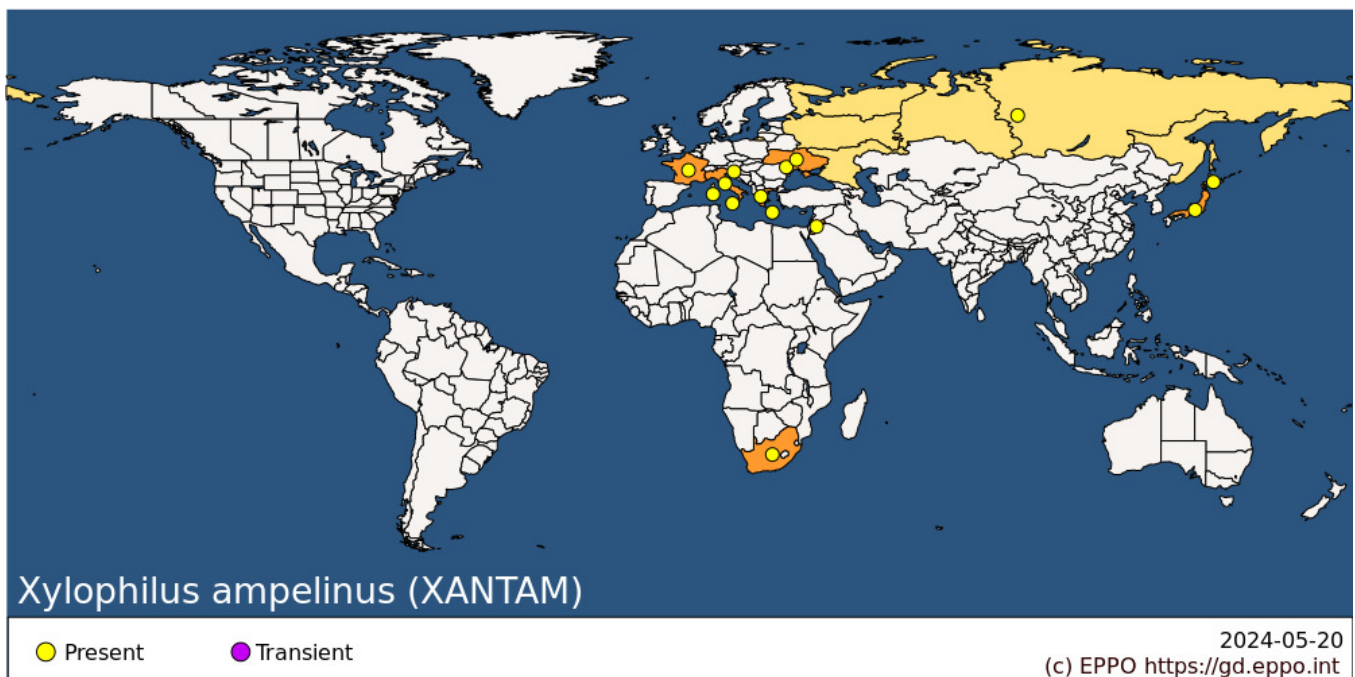 Xylophilus ampelinus (XANTAM)
Present
Transient
2024-05-20
(c) EPPO https://gd.eppo.int